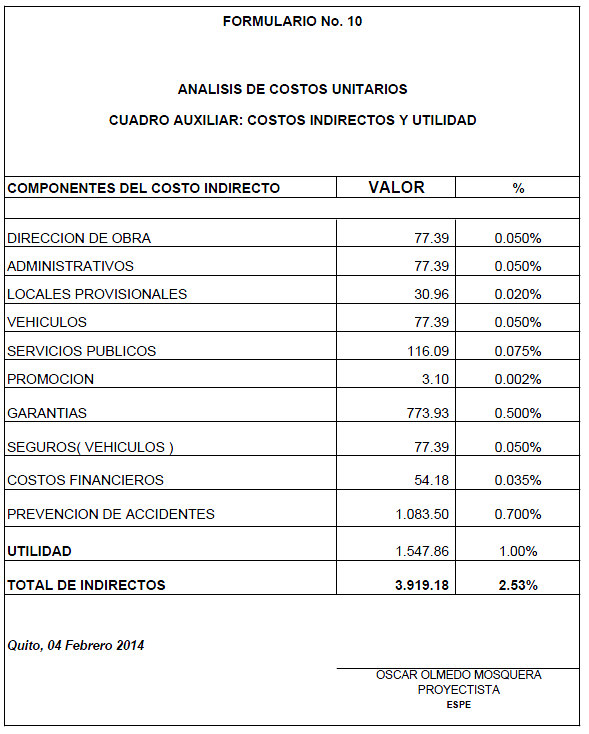 FORMULARIO No. 10
ANALISIS DE COSTOS UNITARIOS
CUADRO AUXILIAR: COSTOS INDIRECTOS Y UTILIDAD
COMPONENTES DEL COSTO INDIRECTO VALOR %
DIRECCION DE OBRA 77.39 0.050%
ADMINISTRATIVOS 77.39 0.050%
LOCALES PROVISIONALES 30.96 0.020%
VEHICULOS 77.39 0.050%
SERVICIOS PUBLICOS 116.09 0.075%
PROMOCION 3.10 0.002%
GARANTIAS 773.93 0.500%
SEGUROS( VEHICULOS ) 77.39 0.050%
COSTOS FINANCIEROS 54.18 0.035%
PREVENCION DE ACCIDENTES 1.083.50 0.700%
UTILIDAD 1.547.86 1.00%
TOTAL DE INDIRECTOS 3.919.18 2.53%
Quito, 04 Febrero 2014
OSCAR OLMEDO MOSQUERA
PROYECTISTA
ESPE